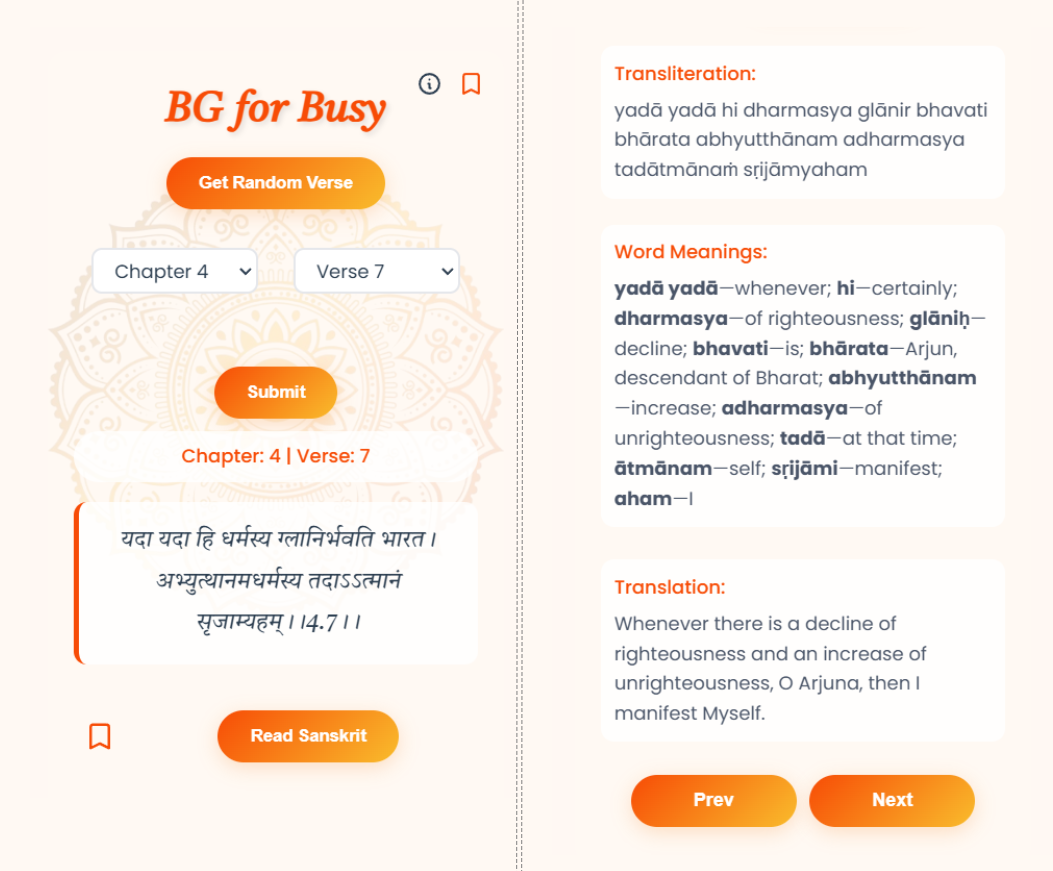 BG for Busy
Get Random Verse
Chapter 4
Verse 7
Submit
Chapter: 4 | Verse: 7
यदा यदा हि धर्मस्य ग्लानिर्भवति भारत।
अभ्युत्थानमधर्मस्य तदाऽऽत्मानं
सृजाम्यहम्।।4.7।।
Read Sanskrit
Transliteration:
yadā yadā hi dharmasya glānir bhavati
bhārata abhyutthānam adharmasya
tadātmānaṁ sṛijāmyaham
Word Meanings:
yadā yadā—whenever; hi—certainly;
dharmasya—of righteousness; glāniḥ—
decline; bhavati—is; bhārata—Arjun,
descendant of Bharat; abhyutthānam
—increase; adharmasya—of
unrighteousness; tadā—at that time;
ātmānam—self; sṛijāmi—manifest;
aham—I
Translation:
Whenever there is a decline of
righteousness and an increase of
unrighteousness, O Arjuna, then I
manifest Myself.
Prev
Next